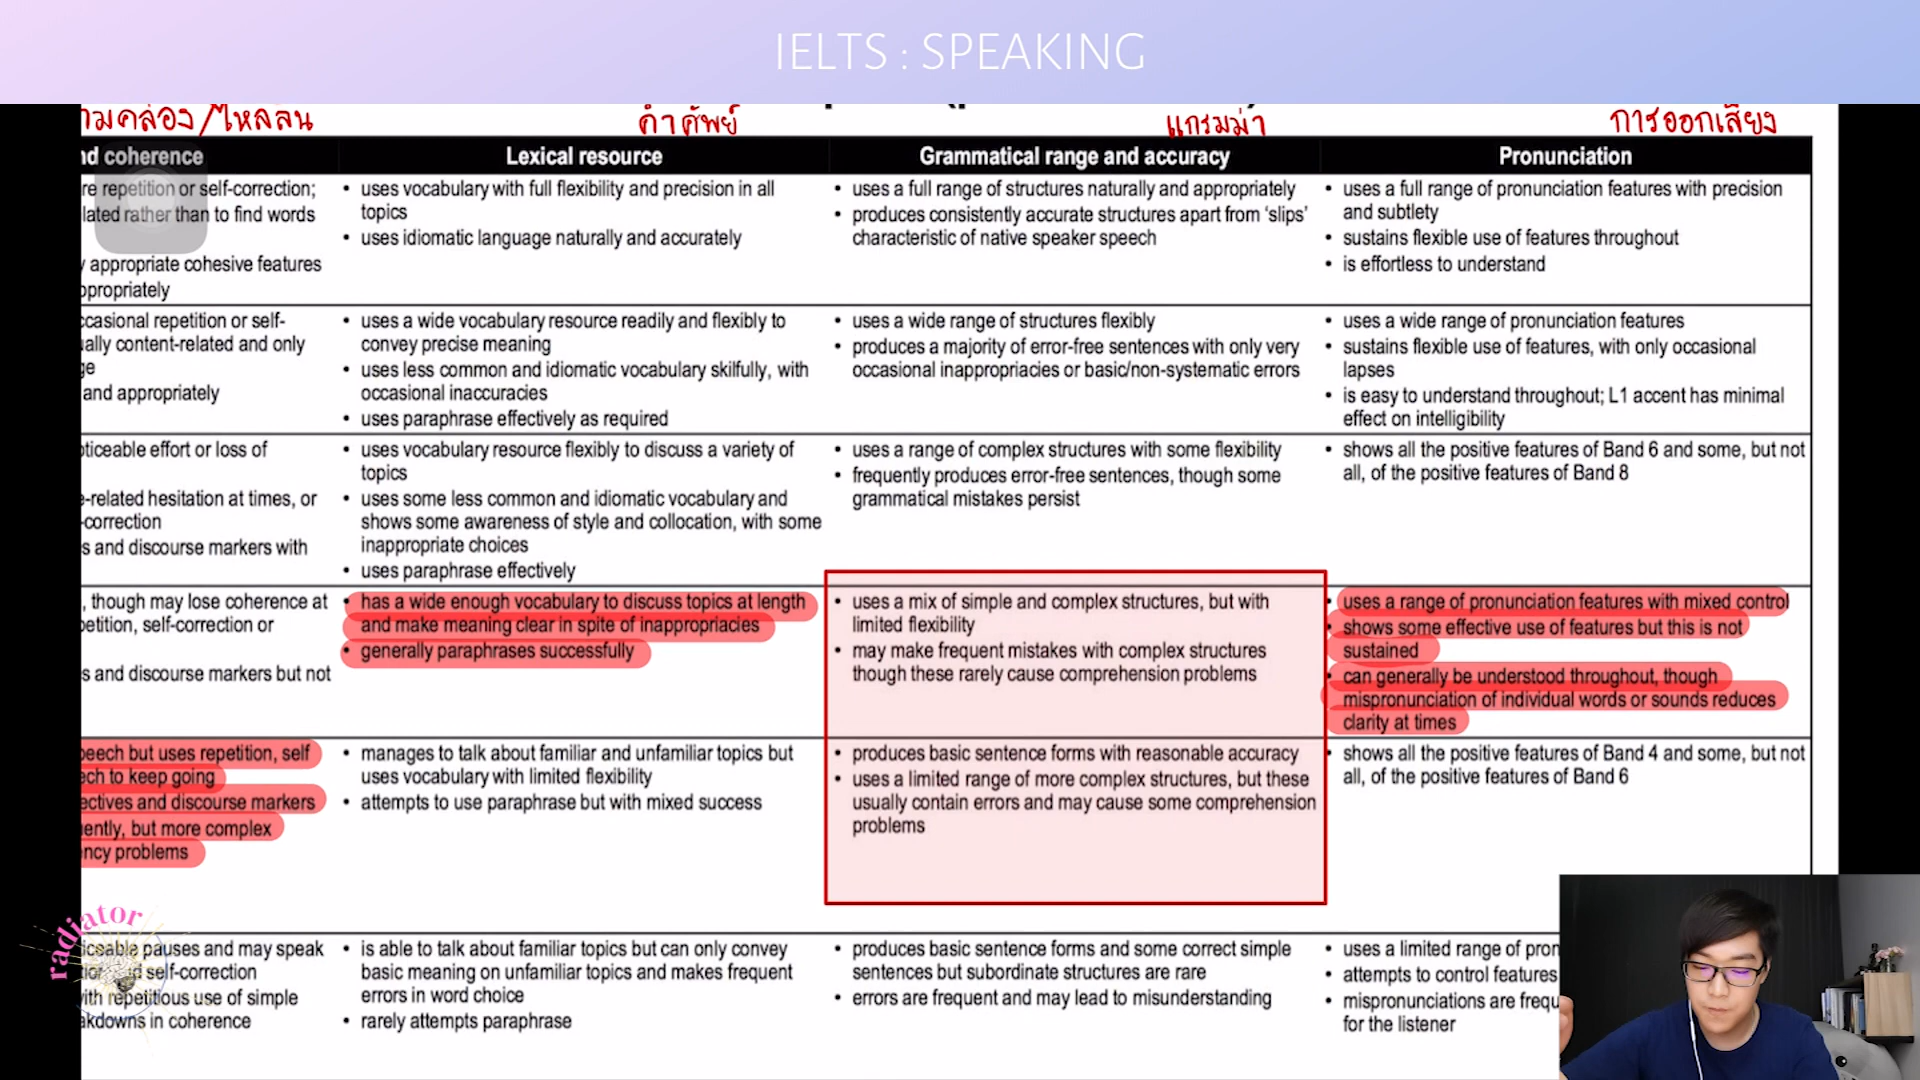 IELTS : SPEAKING
ามคล่อง/ไหลลื่น
คำศัพย์
แกรมม่า
การออกเสียง
nd coherence
Lexical resource
Grammatical range and accuracy
Pronunciation
re repetition or self-correction;
lated rather than to find words
y appropriate cohesive features
ppropriately
• uses vocabulary with full flexibility and precision in all
topics
• uses idiomatic language naturally and accurately
• uses a full range of structures naturally and appropriately
• produces consistently accurate structures apart from ‘slips’
characteristic of native speaker speech
• uses a full range of pronunciation features with precision
and subtlety
• sustains flexible use of features throughout
• is effortless to understand
ccasional repetition or self-
ually content-related and only
ge
and appropriately
• uses a wide vocabulary resource readily and flexibly to
convey precise meaning
• uses less common and idiomatic vocabulary skilfully, with
occasional inaccuracies
• uses paraphrase effectively as required
• uses a wide range of structures flexibly
• produces a majority of error-free sentences with only very
occasional inappropriacies or basic/non-systematic errors
• uses a wide range of pronunciation features
• sustains flexible use of features, with only occasional
lapses
• is easy to understand throughout; L1 accent has minimal
effect on intelligibility
oticeable effort or loss of
e-related hesitation at times, or
-correction
s and discourse markers with
• uses vocabulary resource flexibly to discuss a variety of
topics
• uses some less common and idiomatic vocabulary and
shows some awareness of style and collocation, with some
inappropriate choices
• uses paraphrase effectively
• uses a range of complex structures with some flexibility
• frequently produces error-free sentences, though some
grammatical mistakes persist
• shows all the positive features of Band 6 and some, but not
all, of the positive features of Band 8
, though may lose coherence at
petition, self-correction or
s and discourse markers but not
• has a wide enough vocabulary to discuss topics at length
and make meaning clear in spite of inappropriacies
• generally paraphrases successfully
• uses a mix of simple and complex structures, but with
limited flexibility
• may make frequent mistakes with complex structures
though these rarely cause comprehension problems
• uses a range of pronunciation features with mixed control
• shows some effective use of features but this is not
sustained
• can generally be understood throughout, though
mispronunciation of individual words or sounds reduces
clarity at times
peech but uses repetition, self
ech to keep going
ectives and discourse markers
ently, but more complex
ncy problems
• manages to talk about familiar and unfamiliar topics but
uses vocabulary with limited flexibility
• attempts to use paraphrase but with mixed success
• produces basic sentence forms with reasonable accuracy
• uses a limited range of more complex structures, but these
usually contain errors and may cause some comprehension
problems
• shows all the positive features of Band 4 and some, but not
all, of the positive features of Band 6
iceable pauses and may speak
self-correction
with repetitious use of simple
akdowns in coherence
• is able to talk about familiar topics but can only convey
basic meaning on unfamiliar topics and makes frequent
errors in word choice
• rarely attempts paraphrase
• produces basic sentence forms and some correct simple
sentences but subordinate structures are rare
• errors are frequent and may lead to misunderstanding
• uses a limited range of pron
• attempts to control features
• mispronunciations are frequ
for the listener
radiator